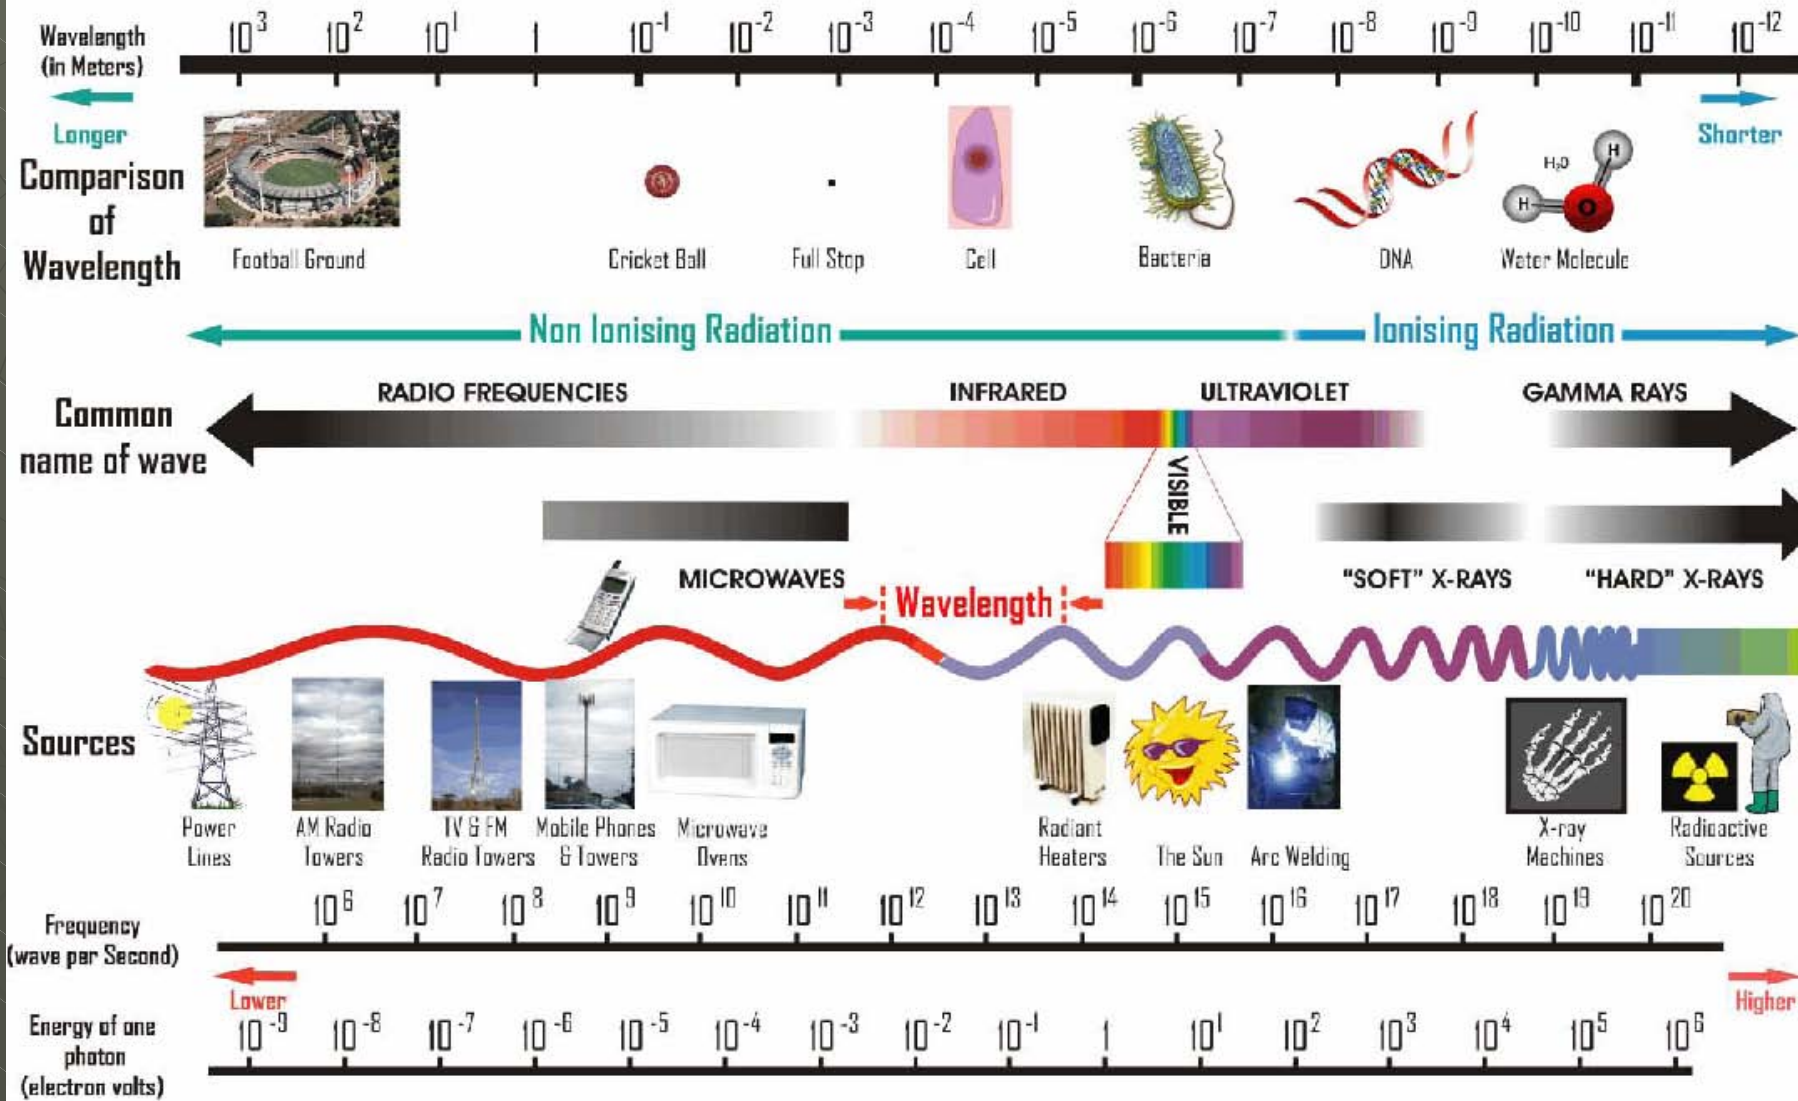 Wavelength
(in Meters)
10³ 10² 10¹ 1 10⁻¹ 10⁻² 10⁻³ 10⁻⁴ 10⁻⁵ 10⁻⁶ 10⁻⁷ 10⁻⁸ 10⁻⁹ 10⁻¹⁰ 10⁻¹¹ 10⁻¹²
Longer
Shorter
Comparison
of
Wavelength
H₂O
H
H
O
Football Ground
Cricket Ball
Full Stop
Cell
Bacteria
DNA
Water Molecule
Non Ionising Radiation
Ionising Radiation
Common
name of wave
RADIO FREQUENCIES
INFRARED
ULTRAVIOLET
GAMMA RAYS
VISIBLE
MICROWAVES
"SOFT" X-RAYS
"HARD" X-RAYS
Wavelength
Sources
Power
Lines
AM Radio
Towers
TV & FM
Radio Towers
Mobile Phones
& Towers
Microwave
Ovens
Radiant
Heaters
The Sun
Arc Welding
X-ray
Machines
Radioactive
Sources
Frequency
(wave per Second)
10⁶ 10⁷ 10⁸ 10⁹ 10¹⁰ 10¹¹ 10¹² 10¹³ 10¹⁴ 10¹⁵ 10¹⁶ 10¹⁷ 10¹⁸ 10¹⁹ 10²⁰
Lower
Higher
Energy of one
photon
(electron volts)
10⁻⁹ 10⁻⁸ 10⁻⁷ 10⁻⁶ 10⁻⁵ 10⁻⁴ 10⁻³ 10⁻² 10⁻¹ 1 10¹ 10² 10³ 10⁴ 10⁵ 10⁶